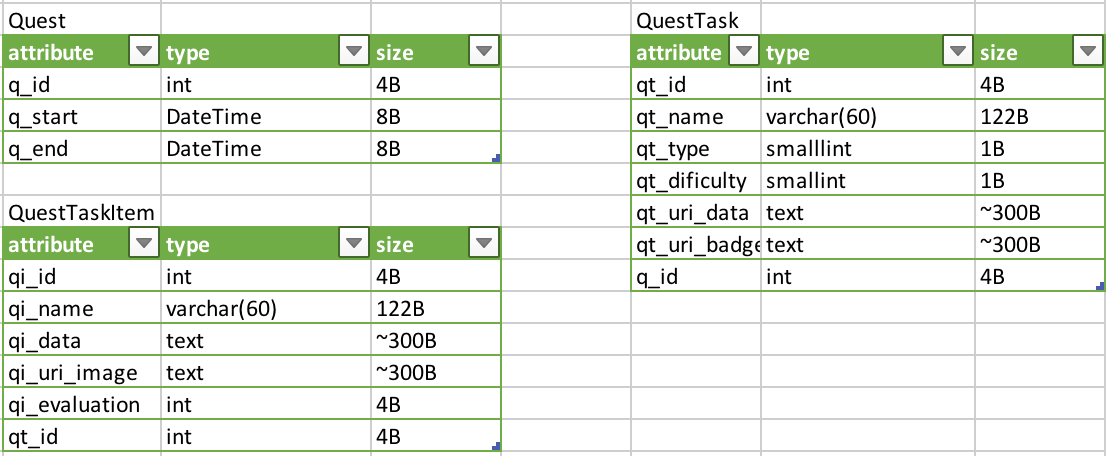 Quest
attribute type size
q_id int 4B
q_start DateTime 8B
q_end DateTime 8B
QuestTaskItem
attribute type size
qi_id int 4B
qi_name varchar(60) 122B
qi_data text ~300B
qi_uri_image text ~300B
qi_evaluation int 4B
qt_id int 4B
QuestTask
attribute type size
qt_id int 4B
qt_name varchar(60) 122B
qt_type smalllint 1B
qt_dificulty smallint 1B
qt_uri_data text ~300B
qt_uri_badge text ~300B
q_id int 4B